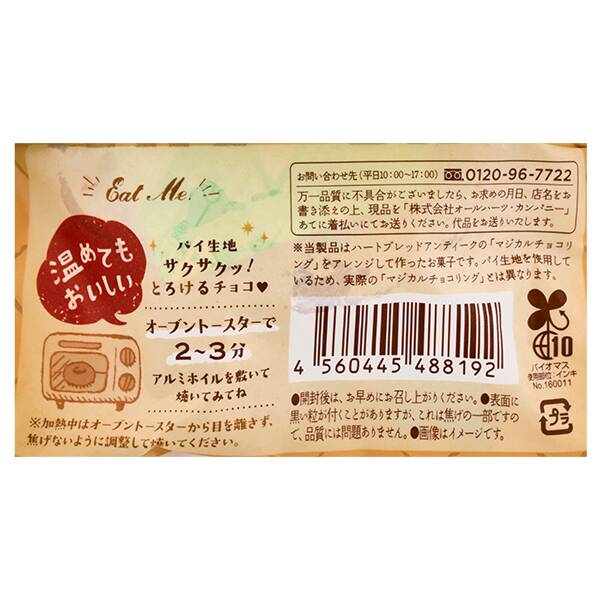 Eat Me!
温めても
おいしい
パイ生地
サクサクッ!
とろけるチョコ♥
オーブントースターで
2~3分
アルミホイルを敷いて
焼いてみてね
※加熱中はオーブントースターから目を離さず、
焦げないように調整して焼いてください。
お問い合わせ先(平日10:00~17:00) 0120-96-7722
万一品質に不具合がございましたら、お求めの月日、店名をお
書き添えの上、現品を「株式会社オールハーツ・カンパニー」
あてに着払いにてお送りください。代品をお送りいたします。
※当製品はハートブレッドアンティークの「マジカルチョコリ
ング」をアレンジして作ったお菓子です。パイ生地を使用して
いるため、実際の「マジカルチョコリング」とは異なります。
4 560445 488192
10
バイオマス
使用部位:インキ
No.160011
●開封後は、お早めにお召し上がりください。●表面に
黒い粒が付くことがありますが、これは焦げの一部ですの
で、品質には問題ありません。●画像はイメージです。
プラ